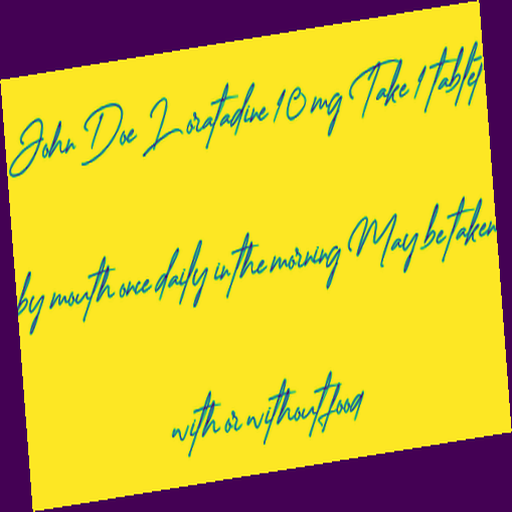 John Doe Loratadine 10 mg Take 1 tablet
by mouth once daily in the morning May be taken
with or without food